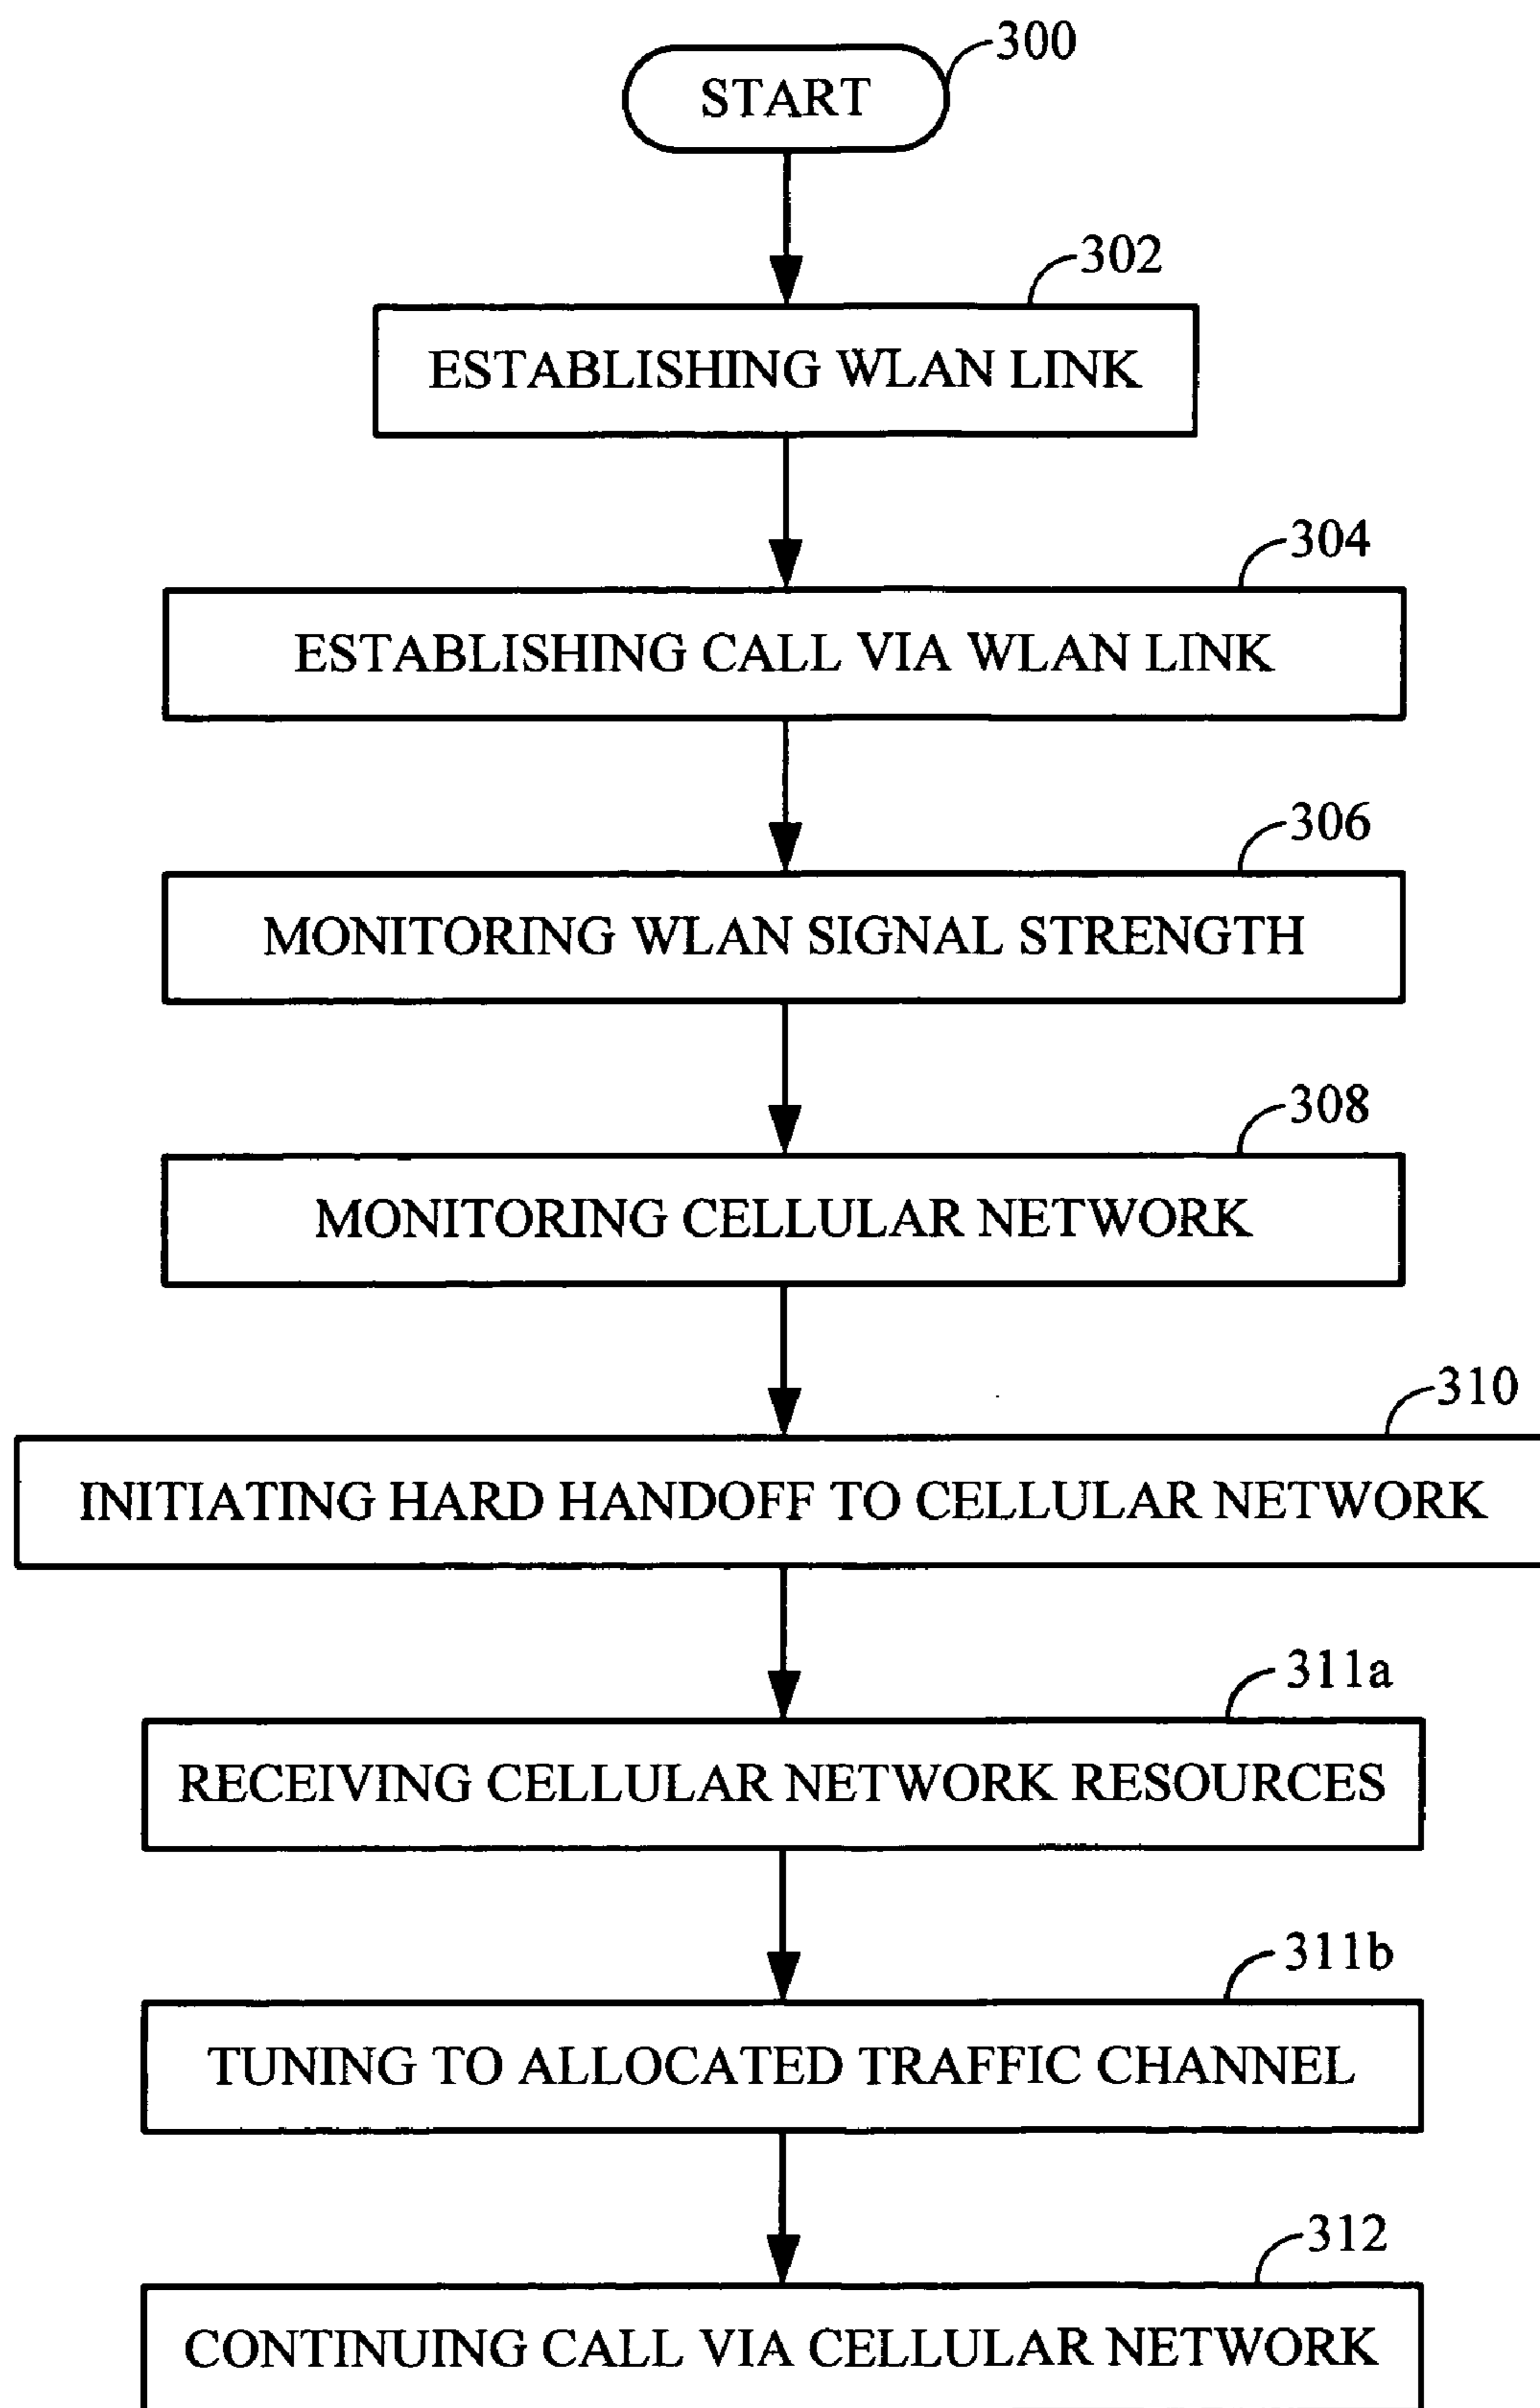 300
START
302
ESTABLISHING WLAN LINK
304
ESTABLISHING CALL VIA WLAN LINK
306
MONITORING WLAN SIGNAL STRENGTH
308
MONITORING CELLULAR NETWORK
310
INITIATING HARD HANDOFF TO CELLULAR NETWORK
311a
RECEIVING CELLULAR NETWORK RESOURCES
311b
TUNING TO ALLOCATED TRAFFIC CHANNEL
312
CONTINUING CALL VIA CELLULAR NETWORK